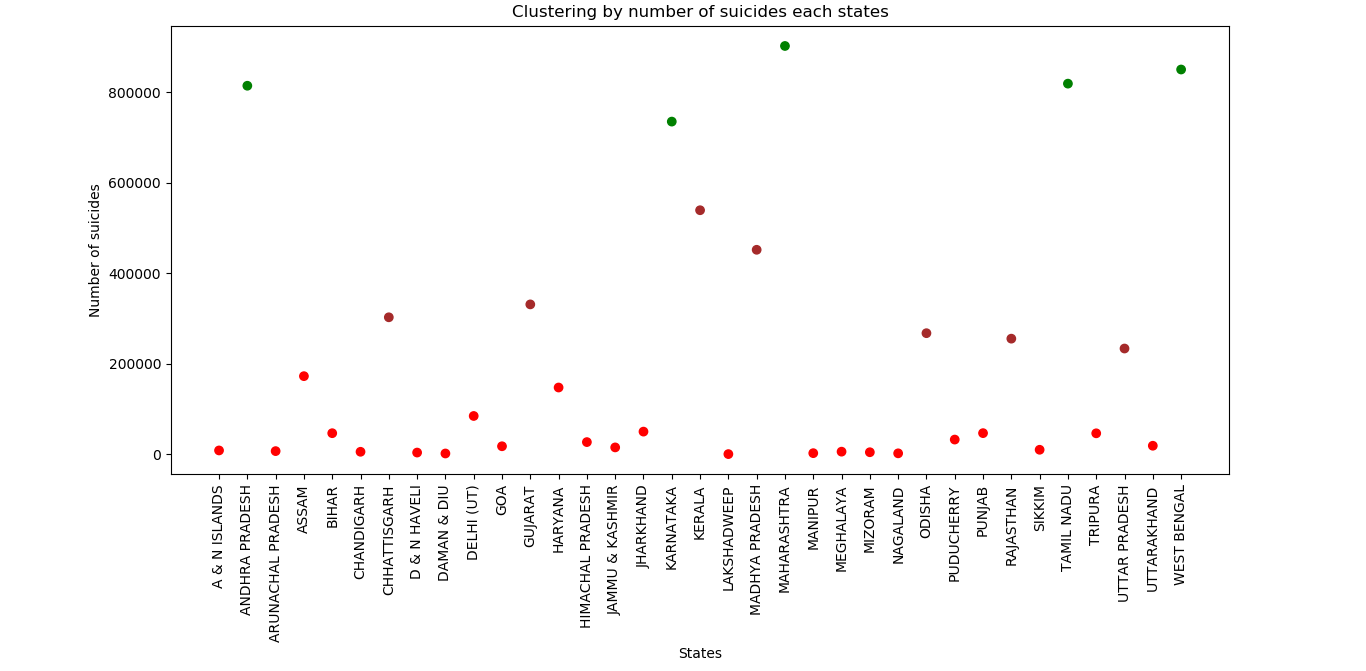 Clustering by number of suicides each states
Number of suicides
800000
600000
400000
200000
0
A & N ISLANDS
ANDHRA PRADESH
ARUNACHAL PRADESH
ASSAM
BIHAR
CHANDIGARH
CHHATTISGARH
D & N HAVELI
DAMAN & DIU
DELHI (UT)
GOA
GUJARAT
HARYANA
HIMACHAL PRADESH
JAMMU & KASHMIR
JHARKHAND
KARNATAKA
KERALA
LAKSHADWEEP
MADHYA PRADESH
MAHARASHTRA
MANIPUR
MEGHALAYA
MIZORAM
NAGALAND
ODISHA
PUDUCHERRY
PUNJAB
RAJASTHAN
SIKKIM
TAMIL NADU
TRIPURA
UTTAR PRADESH
UTTARAKHAND
WEST BENGAL
States